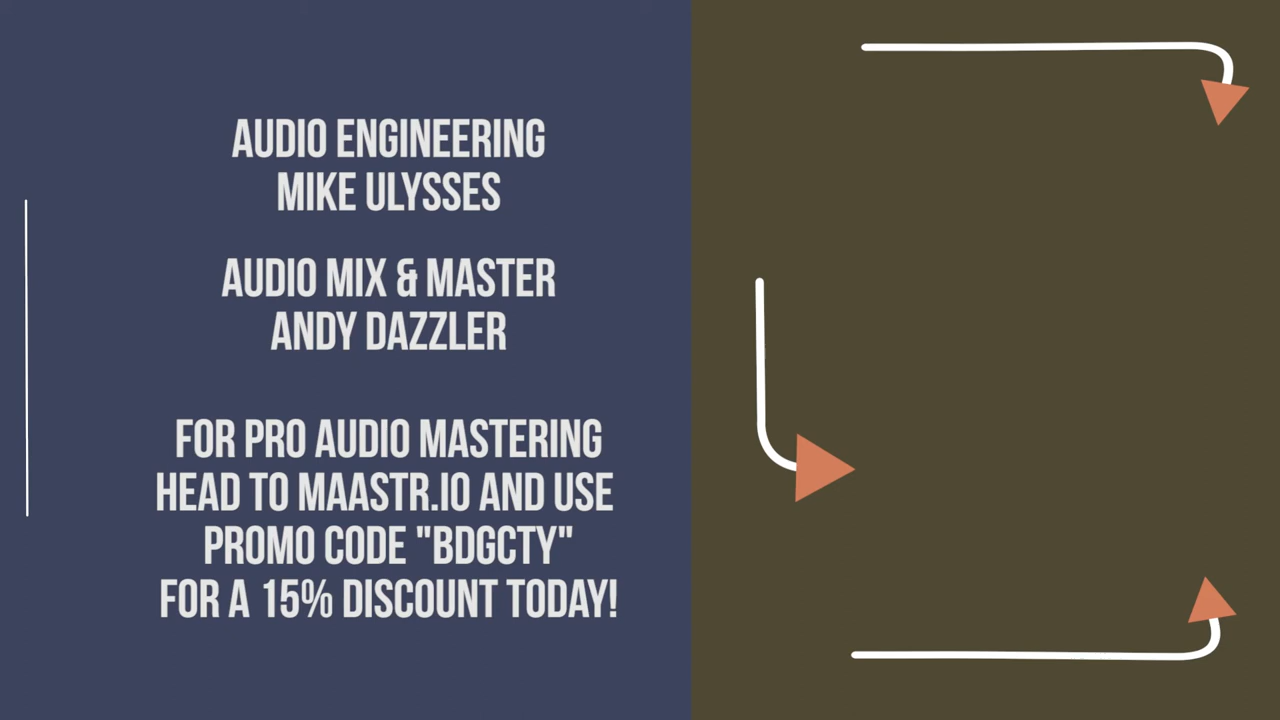 AUDIO ENGINEERING
MIKE ULYSSES
AUDIO MIX & MASTER
ANDY DAZZLER
FOR PRO AUDIO MASTERING
HEAD TO MAASTR.IO AND USE
PROMO CODE "BDGCTY"
FOR A 15% DISCOUNT TODAY!